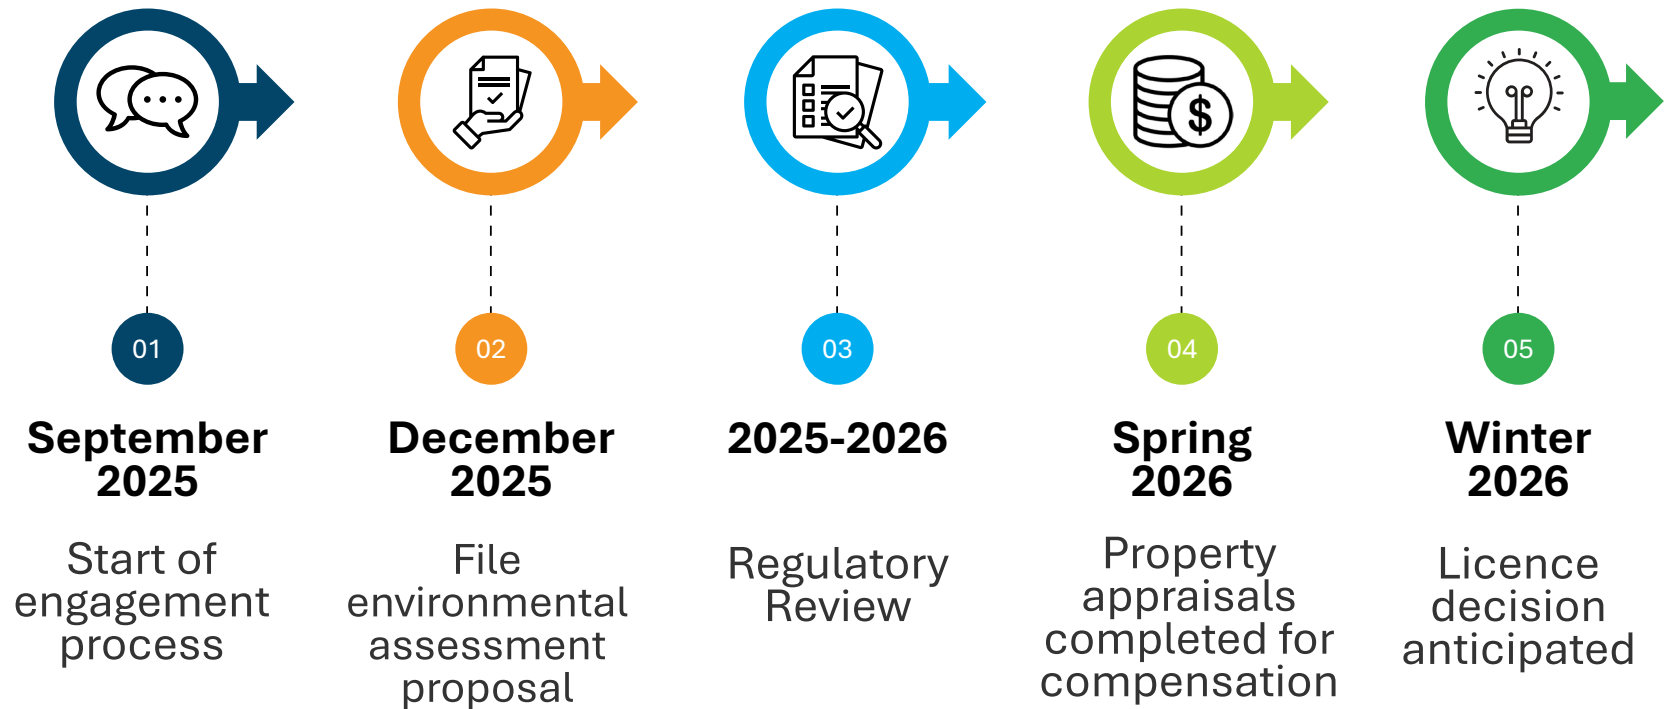 $
01
02
03
04
05
September
2025
Start of
engagement
process
December
2025
File
environmental
assessment
proposal
2025-2026
Regulatory
Review
Spring
2026
Property
appraisals
completed for
compensation
Winter
2026
Licence
decision
anticipated